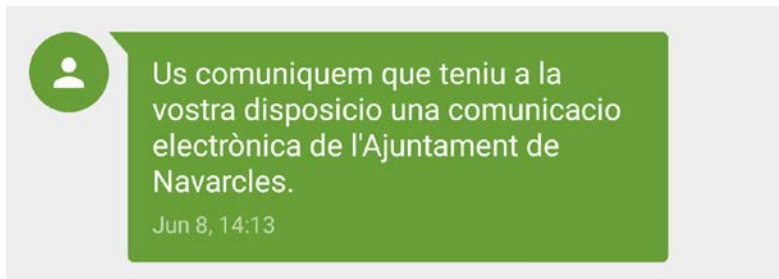 Us comuniquem que teniu a la
vostra disposicio una comunicacio
electrònica de l'Ajuntament de
Navarcles.
Jun 8, 14:13